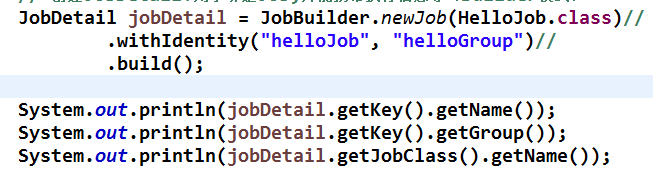 JobDetail jobDetail = JobBuilder.newJob(HelloJob.class)//
.withIdentity("helloJob", "helloGroup")//
.build();
System.out.println(jobDetail.getKey().getName());
System.out.println(jobDetail.getKey().getGroup());
System.out.println(jobDetail.getJobClass().getName());